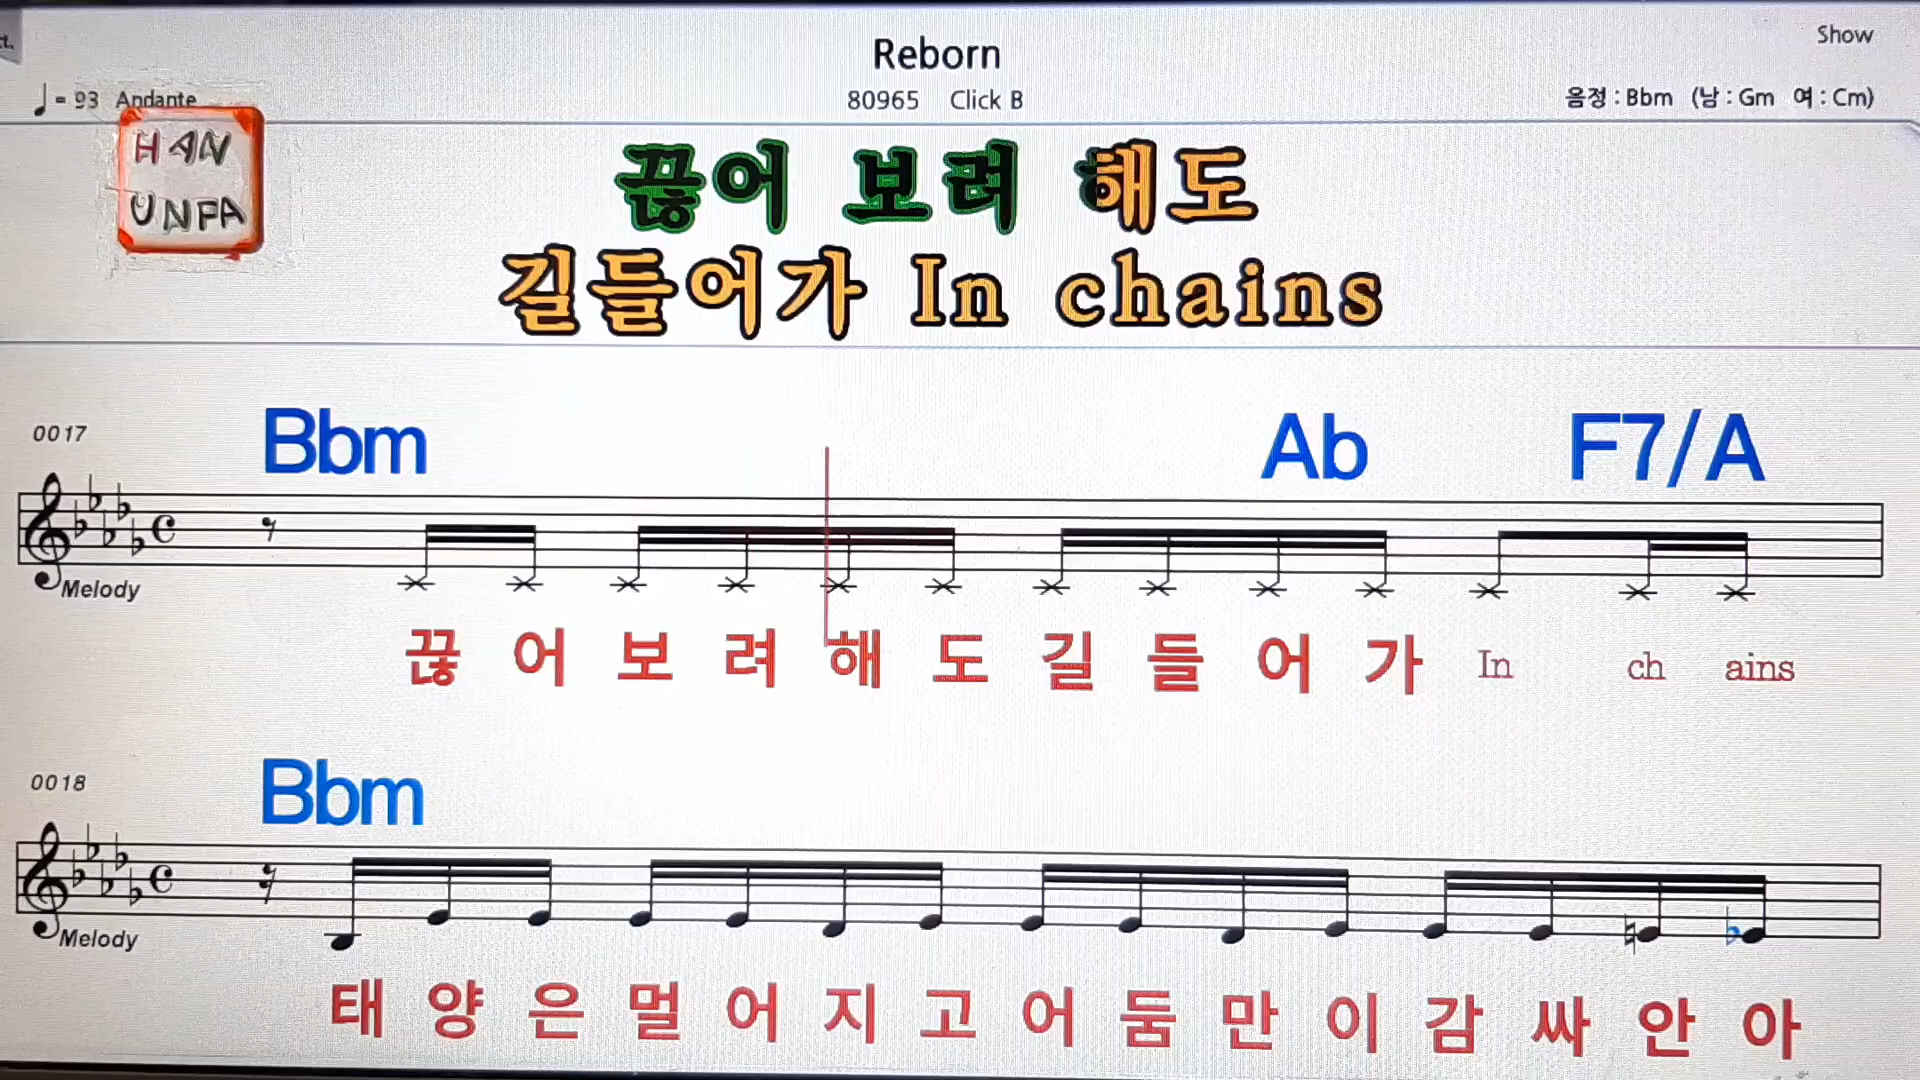 Show
Reborn
♩= 93 Andante
80965 Click B
음정 : Bbm (남 : Gm 여 : Cm)
HAN
UNFA
끊어 보려 해도
길들어가 In chains
0017
Bbm Ab F7/A
Melody
끊 어 보 려 해 도 길 들 어 가 In ch ains
0018
Bbm
Melody
태 양 은 멀 어 지 고 어 둠 만 이 감 싸 안 아